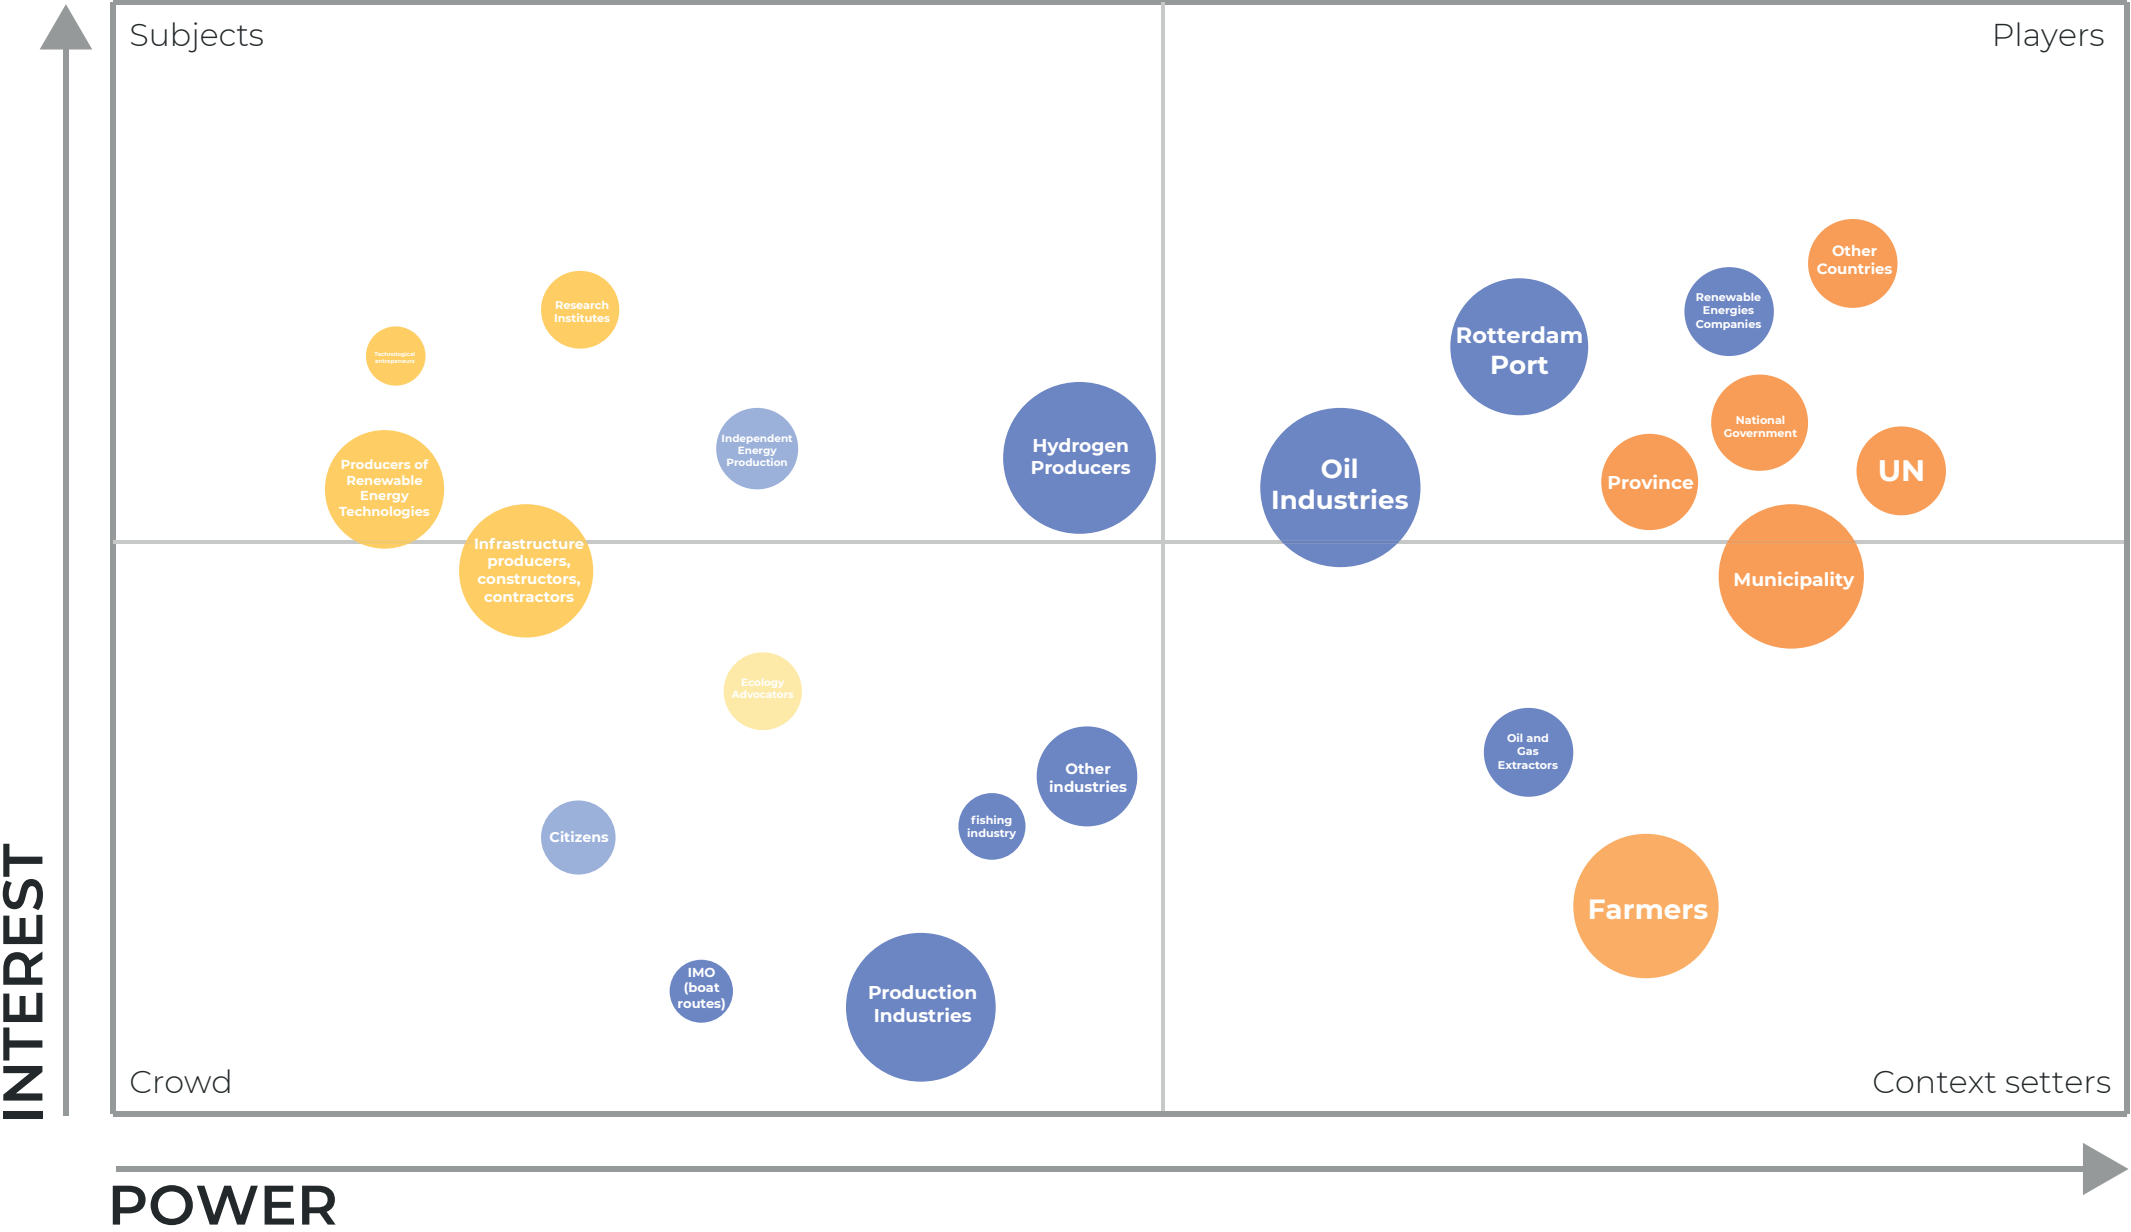 Subjects
Players
Other
Countries
Research
Institutes
Renewable
Energies
Companies
Rotterdam
Port
Technological
entrepeneurs
National
Government
Independent
Energy
Production
Hydrogen
Producers
Producers of
Renewable
Energy
Technologies
Oil
Industries
Province
UN
Infrastructure
producers,
constructors,
contractors
Municipality
Ecology
Advocators
Oil and
Gas
Extractors
Other
industries
fishing
industry
Citizens
Farmers
IMO
(boat
routes)
Production
Industries
Crowd
Context setters
INTEREST
POWER